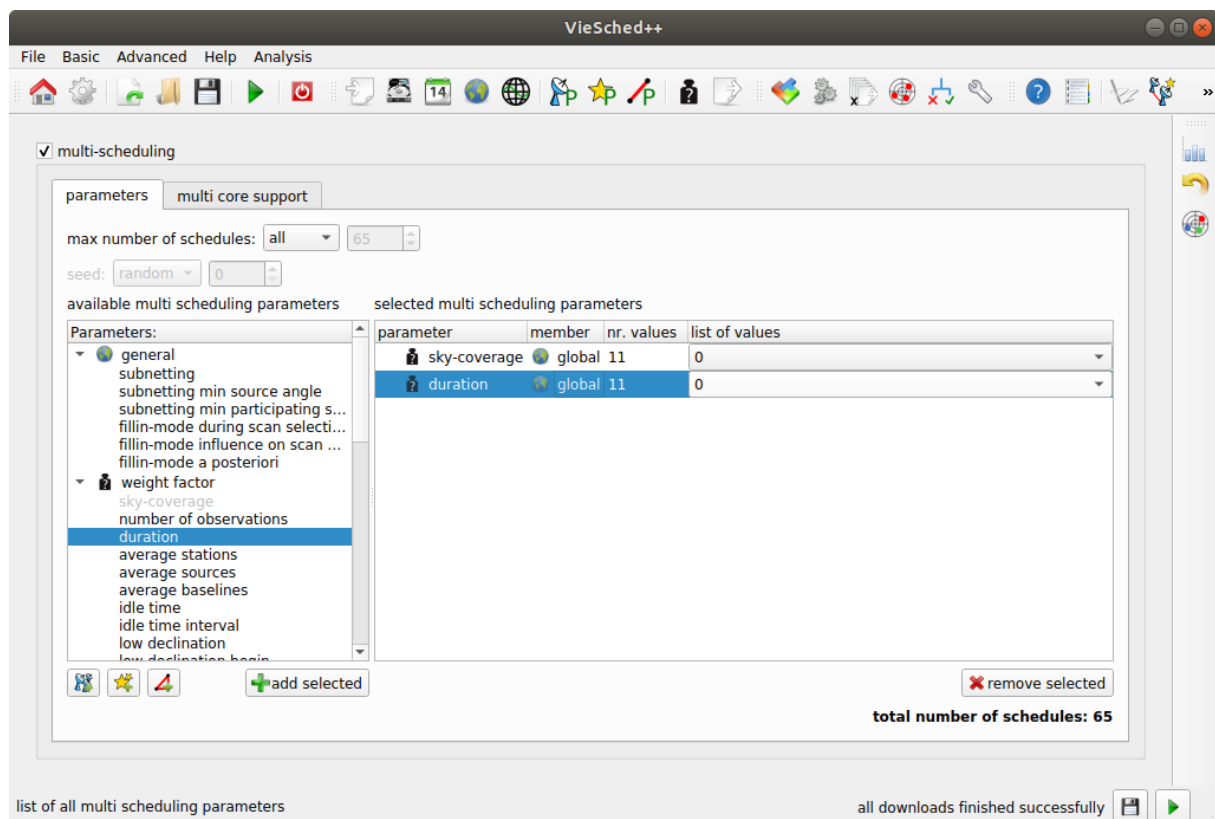 VieSched++
File Basic Advanced Help Analysis
14 P P P ? ? »
multi-scheduling
parameters multi core support
max number of schedules: all 65
seed: random 0
available multi scheduling parameters selected multi scheduling parameters
Parameters: parameter member nr. values list of values
general ? sky-coverage global 11 0
subnetting ? duration global 11 0
subnetting min source angle
subnetting min participating s...
fillin-mode during scan selecti...
fillin-mode influence on scan ...
fillin-mode a posteriori
? weight factor
sky-coverage
number of observations
duration
average stations
average sources
average baselines
idle time
idle time interval
low declination
low declination begin
add selected remove selected
total number of schedules: 65
list of all multi scheduling parameters all downloads finished successfully